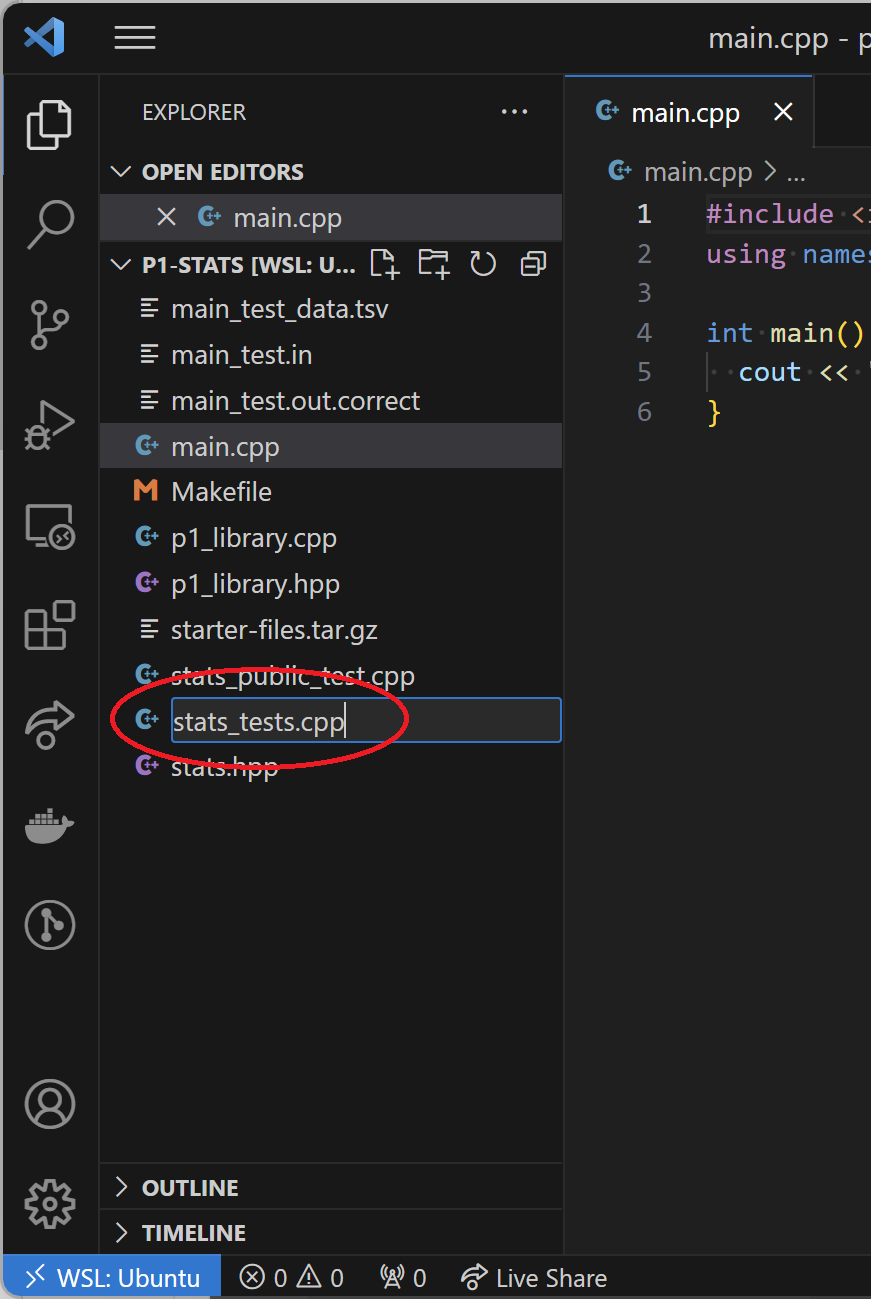 main.cpp - p
EXPLORER
OPEN EDITORS
main.cpp
P1-STATS [WSL: U...
main_test_data.tsv
main_test.in
main_test.out.correct
main.cpp
Makefile
p1_library.cpp
p1_library.hpp
starter-files.tar.gz
stats_public_test.cpp
stats_tests.cpp
stats.hpp
OUTLINE
TIMELINE
main.cpp
main.cpp > ...
1 #include <
2 using names
3
4 int main()
5 cout << "
6 }
WSL: Ubuntu 0 0 0 Live Share